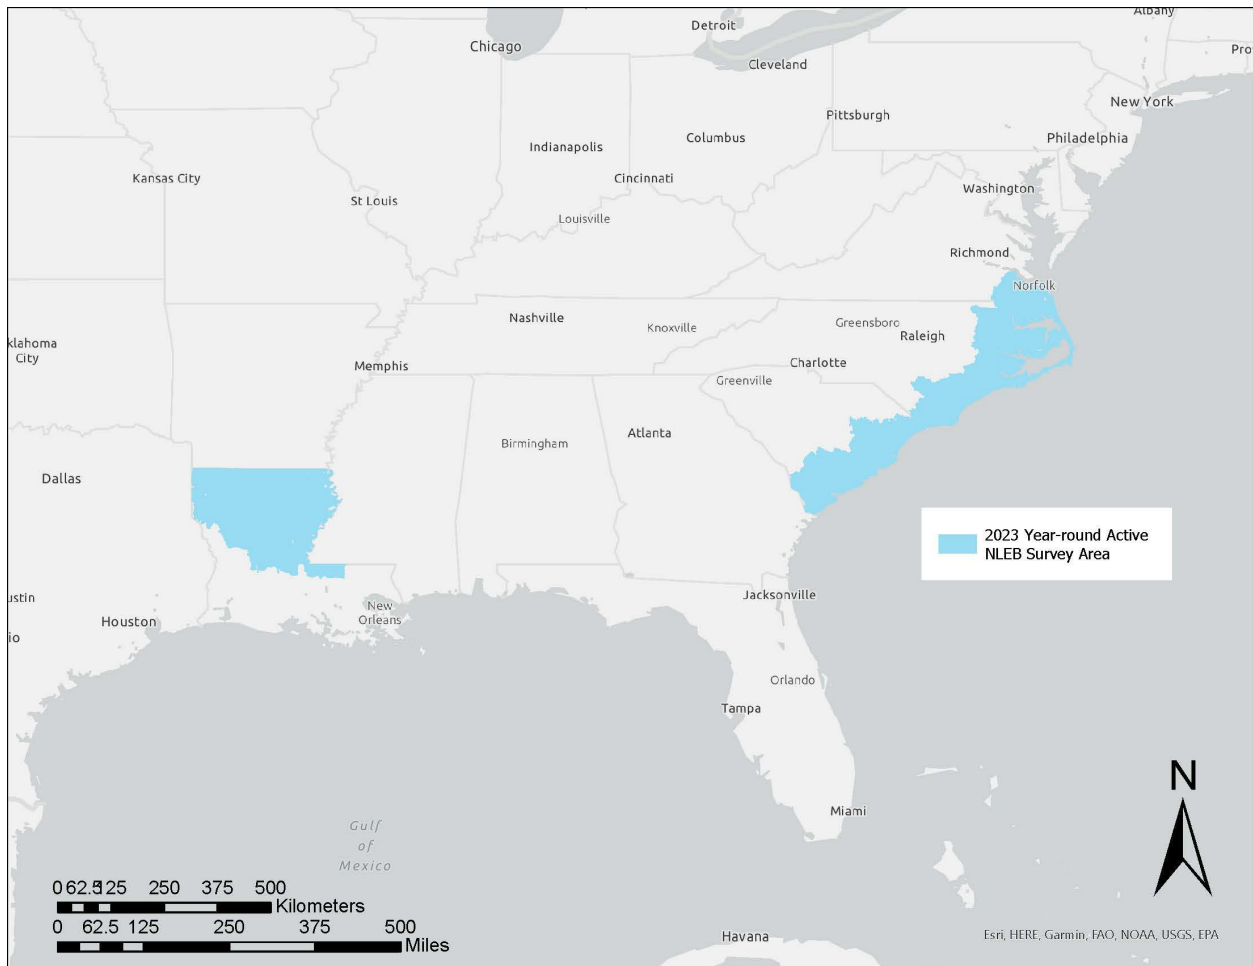 Albany
Detroit
Chicago
Pro
Cleveland
New York
Pittsburgh
Columbus
Philadelphia
Indianapolis
Kansas City
Cincinnati
Washington
St Louis
Louisville
Richmond
Norfolk
Nashville
Knoxville
Greensboro
Raleigh
klahoma
City
Memphis
Charlotte
Greenville
Atlanta
Birmingham
Dallas
2023 Year-round Active
NLEB Survey Area
Jacksonville
ustin
New
Orleans
Houston
io
Orlando
Tampa
N
Miami
Gulf
of
Mexico
0 62.5 125 250 375 500
Kilometers
0 62.5 125 250 375 500
Miles
Havana
Esri, HERE, Garmin, FAO, NOAA, USGS, EPA